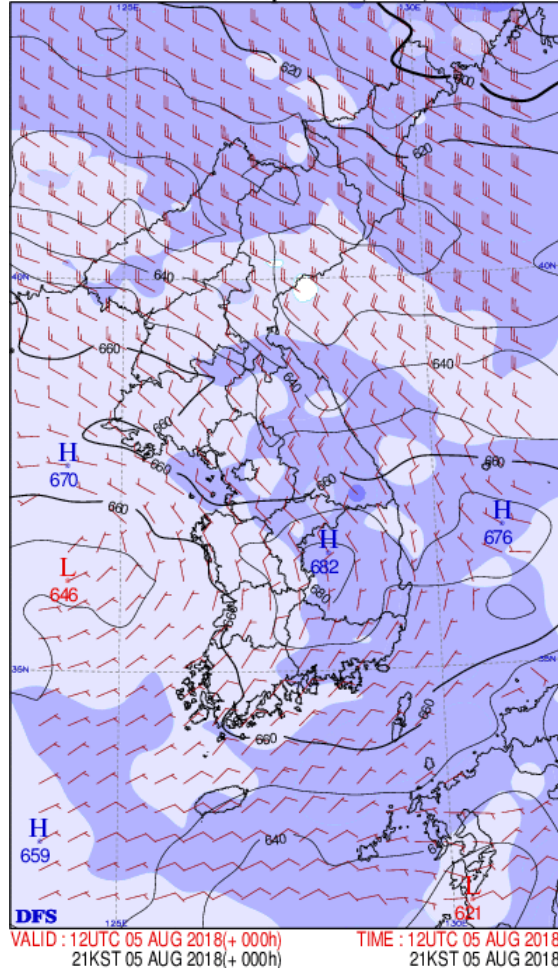 125E 130E
620
600
620
40N 640 40N
660
640
640
660
H
670
660
H
676
660
L
646
H
682
680
660
35N 35N
660
660
H
659
640
L
621
DFS 125E 130E
VALID : 12UTC 05 AUG 2018(+ 000h) TIME : 12UTC 05 AUG 2018
21KST 05 AUG 2018(+ 000h) 21KST 05 AUG 2018